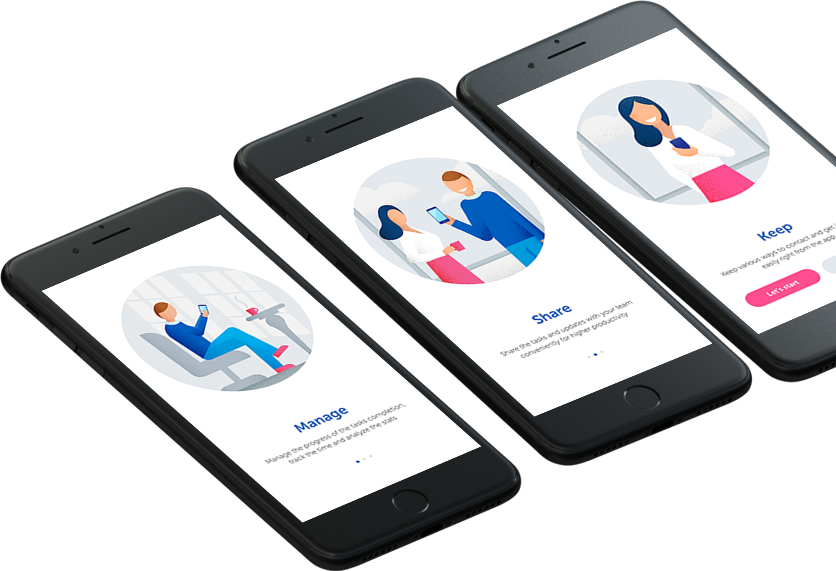 Manage
Manage the progress of the tasks completion,
track the time and analyze the stats
Share
Share the tasks and updates with your team
conveniently for higher productivity
Keep
Keep various ways to contact and get
easily right from the app
Let's start